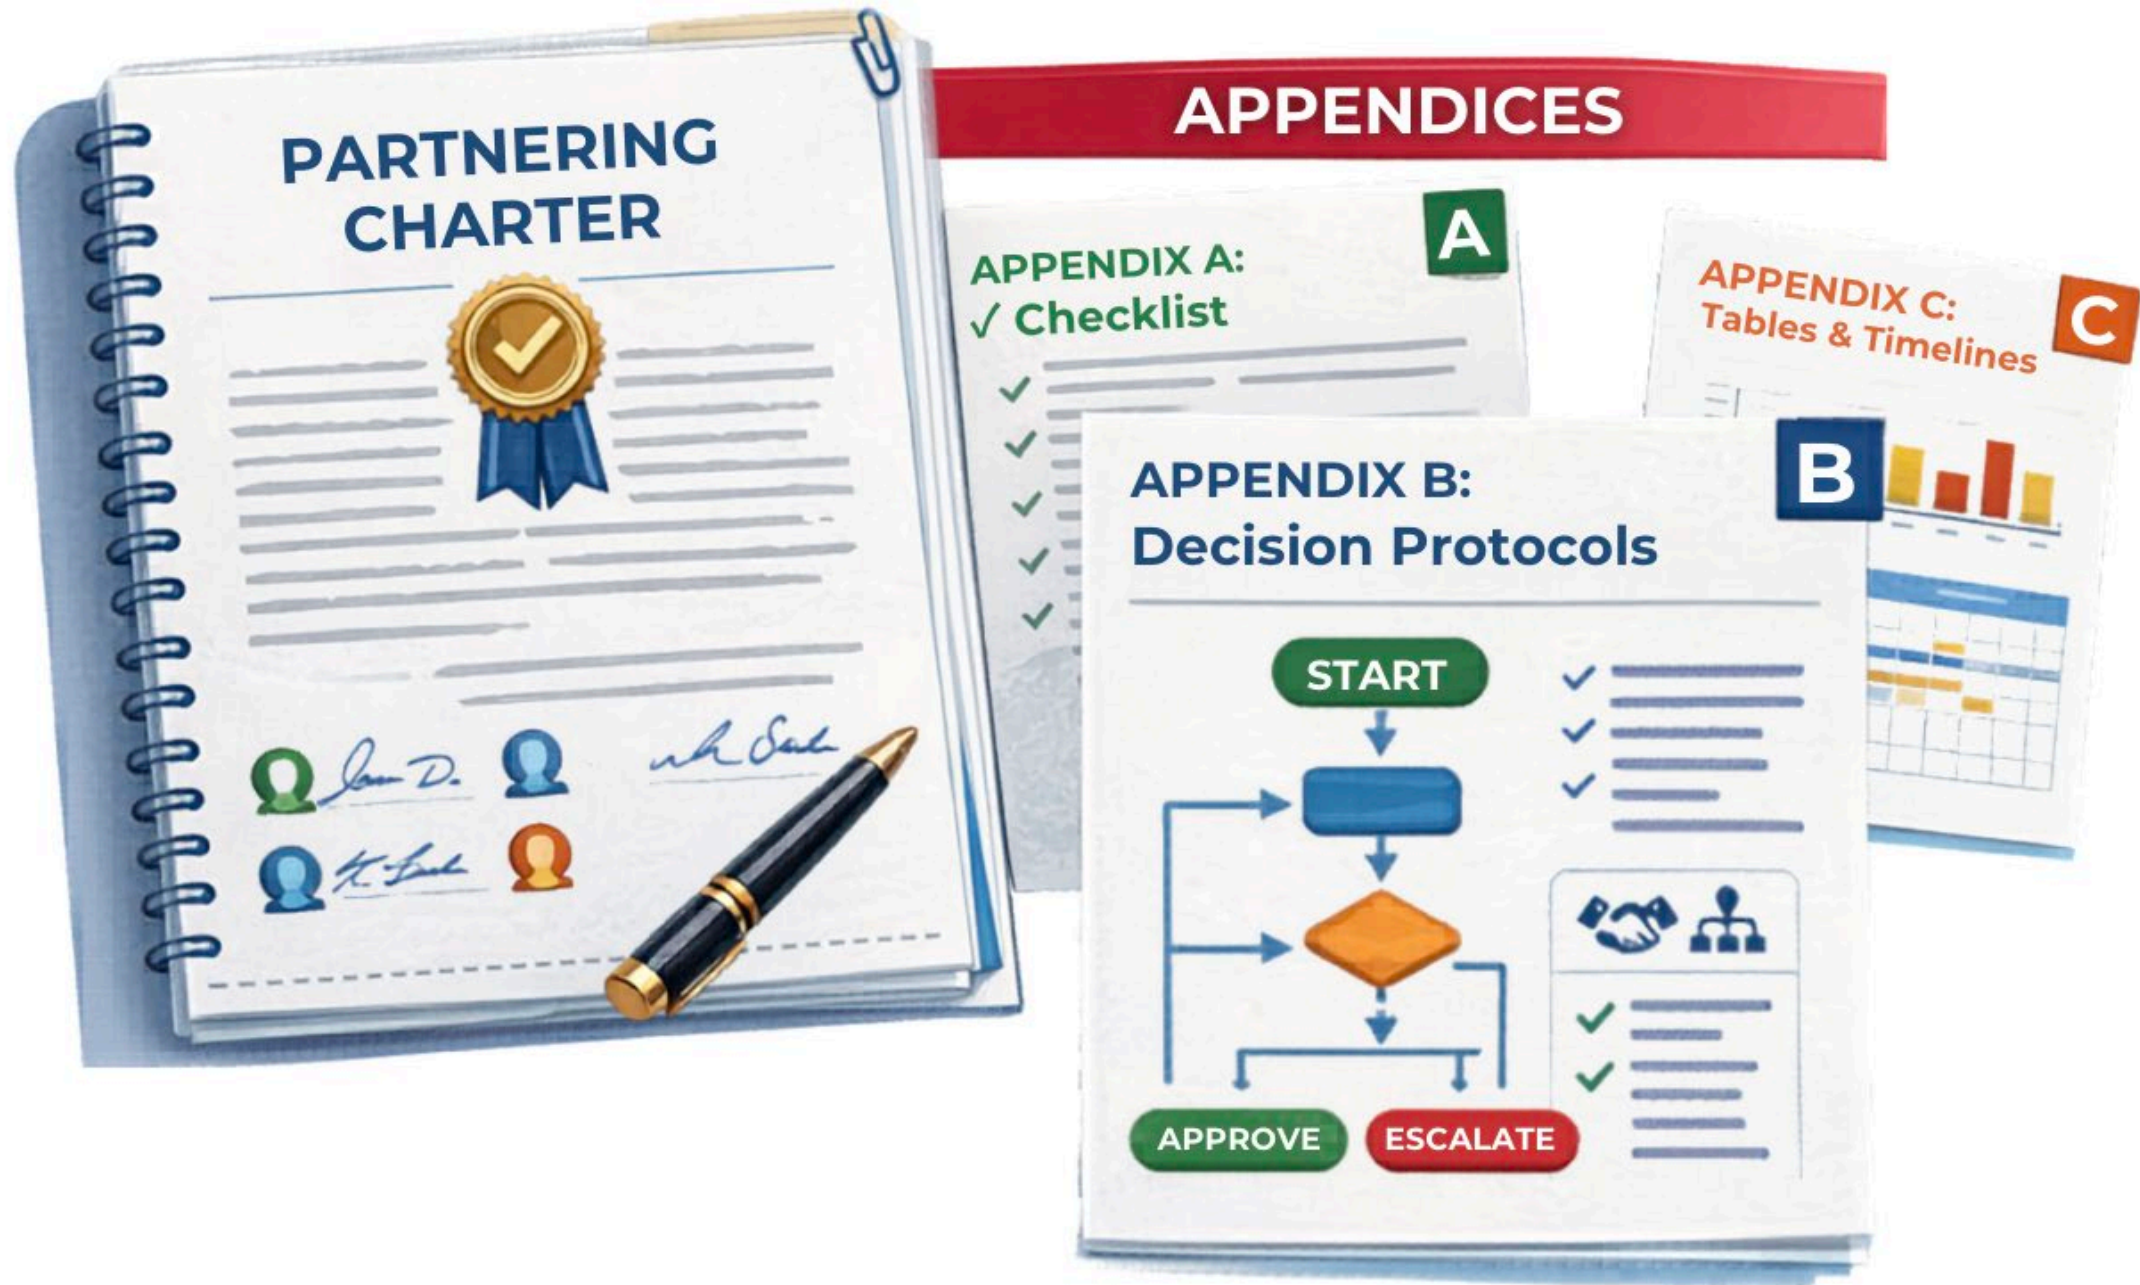 PARTNERING
CHARTER
APPENDICES
A
APPENDIX A:
✓ Checklist
C
APPENDIX C:
Tables & Timelines
B
APPENDIX B:
Decision Protocols
START
APPROVE
ESCALATE